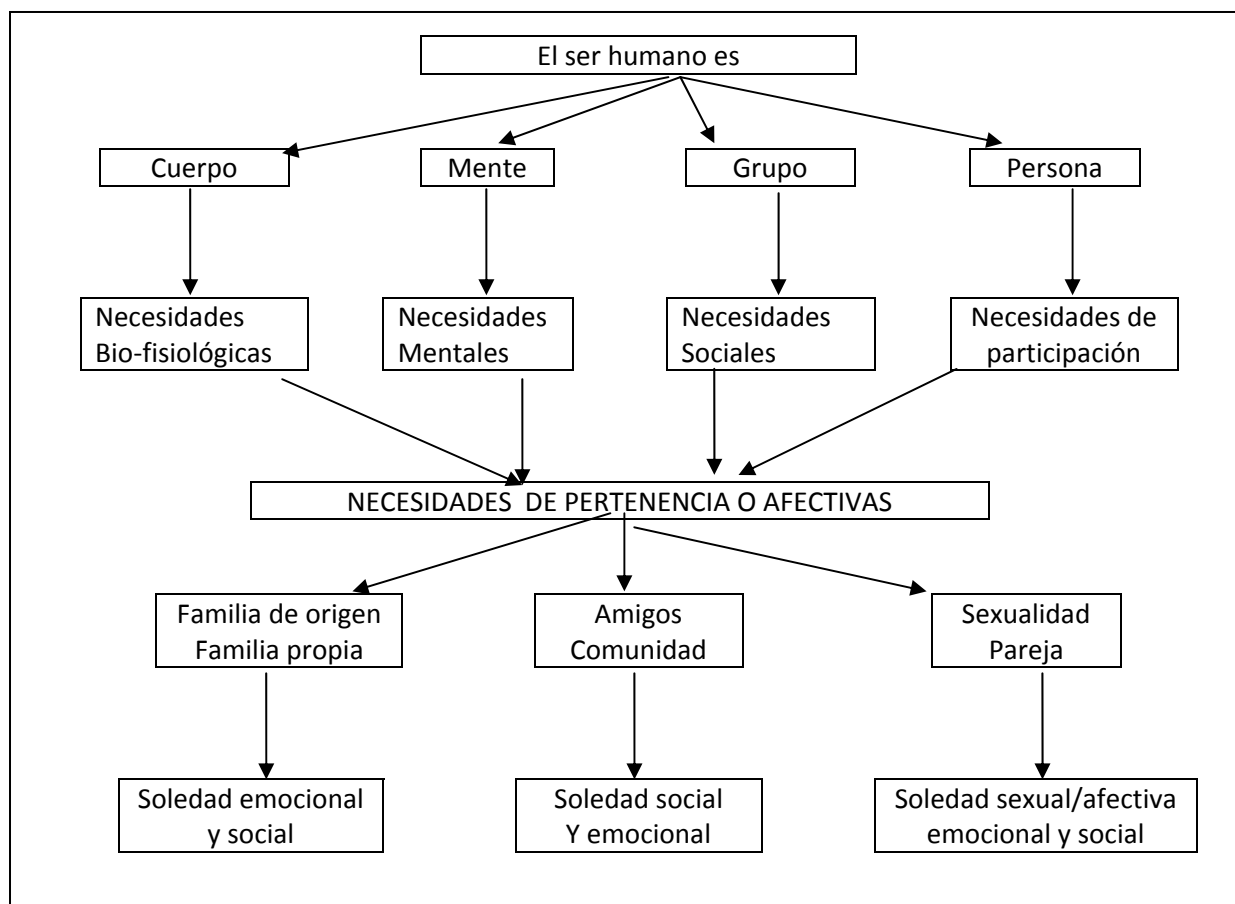 El ser humano es
Cuerpo
Mente
Grupo
Persona
Necesidades
Bio-fisiológicas
Necesidades
Mentales
Necesidades
Sociales
Necesidades de
participación
NECESIDADES DE PERTENENCIA O AFECTIVAS
Familia de origen
Familia propia
Amigos
Comunidad
Sexualidad
Pareja
Soledad emocional
y social
Soledad social
Y emocional
Soledad sexual/afectiva
emocional y social